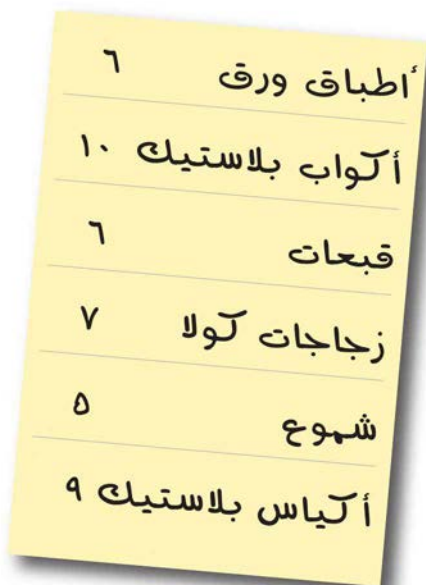 أطباق ورق ٦
أكواب بلاستيك ١٠
قبعات ٦
زجاجات كولا ٧
شموع ٥
أكياس بلاستيك ٩